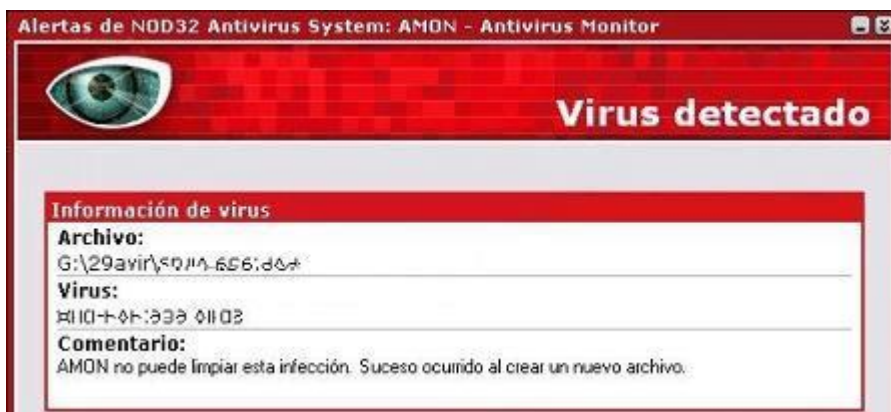 Alertas de NOD32 Antivirus System: AMON - Antivirus Monitor
Virus detectado
Información de virus
Archivo:
G:\29avir\
Virus:
Comentario:
AMON no puede limpiar esta infección. Suceso ocurrido al crear un nuevo archivo.